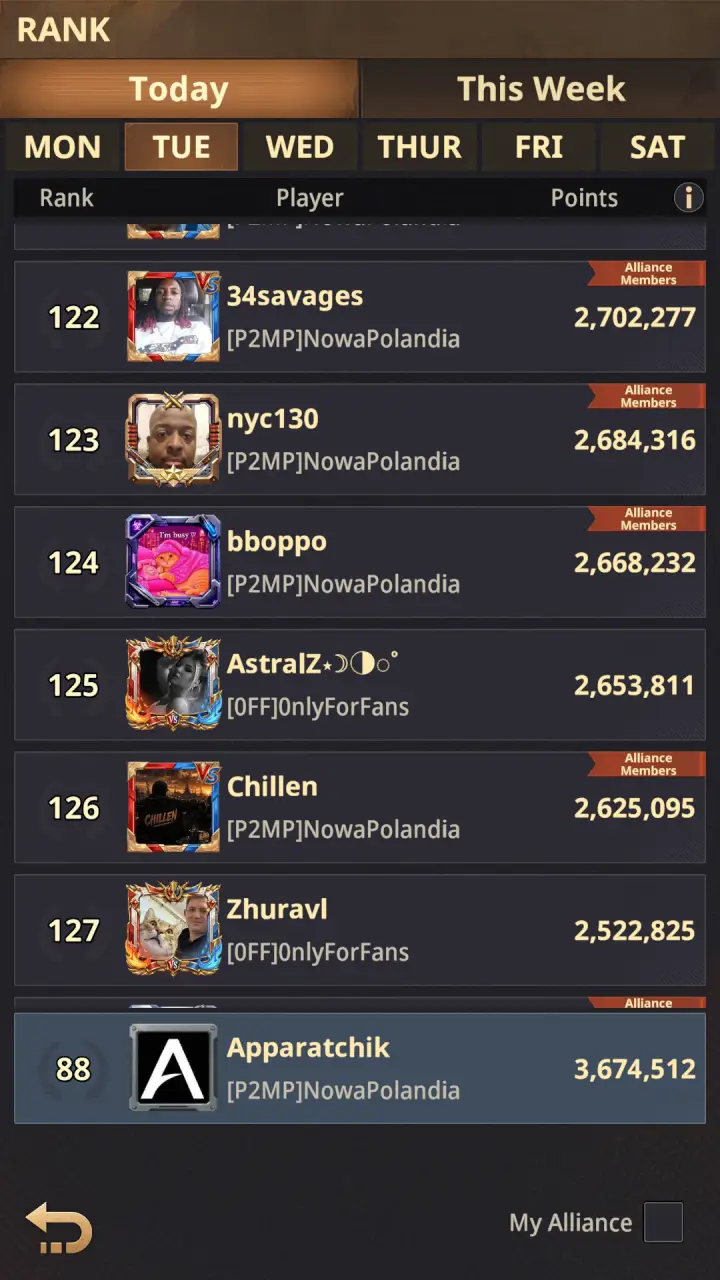 RANK
Today
This Week
MON TUE WED THUR FRI SAT
Rank Player Points i
122
34savages
[P2MP]NowaPolandia
Alliance
Members
2,702,277
123
nyc130
[P2MP]NowaPolandia
Alliance
Members
2,684,316
124
I'm busy
bboppo
[P2MP]NowaPolandia
Alliance
Members
2,668,232
125
VS
AstralZ⋆☽◑○°
[0FF]0nlyForFans
2,653,811
126
VS
CHILLEN
Chillen
[P2MP]NowaPolandia
Alliance
Members
2,625,095
127
VS
Zhuravl
[0FF]0nlyForFans
2,522,825
Alliance
88
A
Apparatchik
[P2MP]NowaPolandia
3,674,512
My Alliance